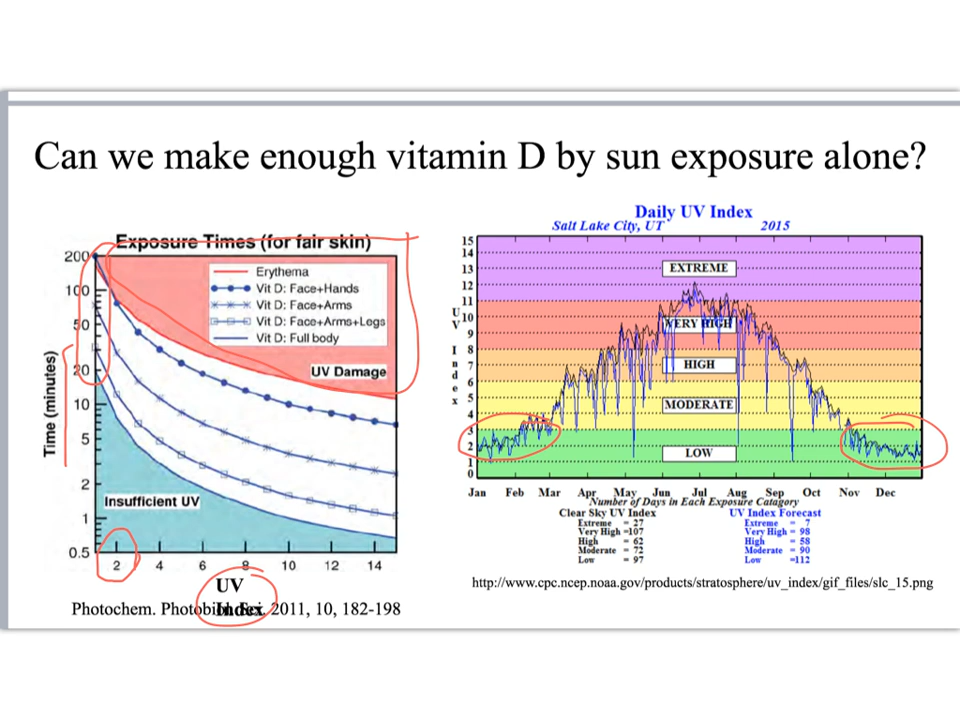 Can we make enough vitamin D by sun exposure alone?
Exposure Times (for fair skin)
200
100
50
20
10
5
2
1
0.5
Time (minutes)
Erythema
Vit D: Face+Hands
Vit D: Face+Arms
Vit D: Face+Arms+Legs
Vit D: Full body
UV Damage
Insufficient UV
2 4 6 8 10 12 14
UV
Index
Photochem. Photobiol. Sci. 2011, 10, 182-198
Daily UV Index
Salt Lake City, UT 2015
15
14
13
12
11
10
9
8
7
6
5
4
3
2
1
0
UV Index
EXTREME
VERY HIGH
HIGH
MODERATE
LOW
Jan Feb Mar Apr May Jun Jul Aug Sep Oct Nov Dec
Number of Days in Each Exposure Catagory
Clear Sky UV Index
Extreme = 27
Very High =107
High = 62
Moderate = 72
Low = 97
UV Index Forecast
Extreme = 7
Very High = 98
High = 58
Moderate = 90
Low =112
http://www.cpc.ncep.noaa.gov/products/stratosphere/uv_index/gif_files/slc_15.png